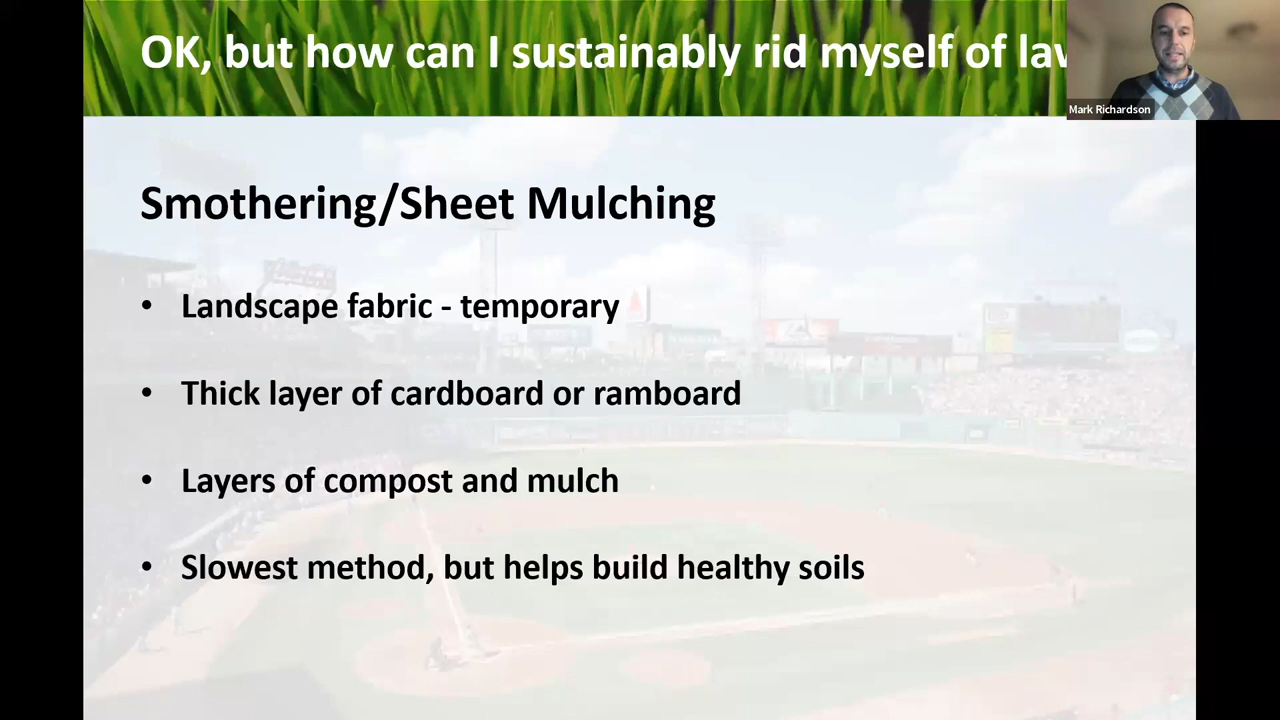 OK, but how can I sustainably rid myself of
Mark Richardson
Smothering/Sheet Mulching
• Landscape fabric - temporary
• Thick layer of cardboard or ramboard
• Layers of compost and mulch
• Slowest method, but helps build healthy soils